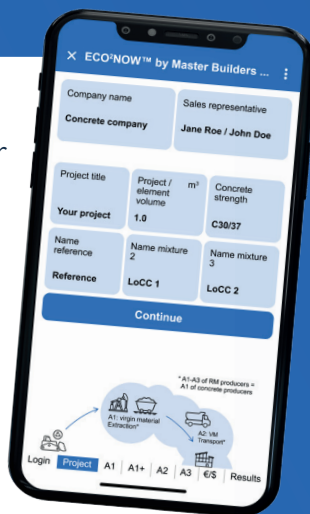 ECO²NOW™ by Master Builders ...
Company name
Concrete company
Sales representative
Jane Roe / John Doe
Project title
Your project
Project / m³
element
volume
1.0
Concrete
strength
C30/37
Name
reference
Reference
Name mixture
2
LoCC 1
Name mixture
3
LoCC 2
Continue
* A1-A3 of RM producers =
A1 of concrete producers
A1: virgin material
Extraction*
A2: VM
Transport*
Login Project A1 A1+ A2 A3 €/$ Results